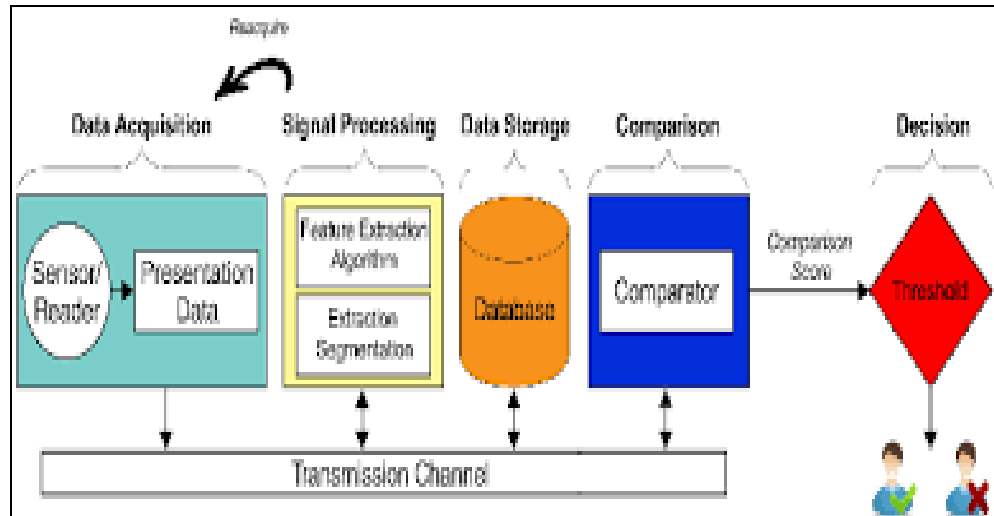 Reacquire
Data Acquisition
Signal Processing
Data Storage
Comparison
Decision
Sensor/
Reader
Presentation
Data
Feature Extraction
Algorithm
Extraction
Segmentation
Database
Comparator
Comparison
Score
Threshold
Transmission Channel